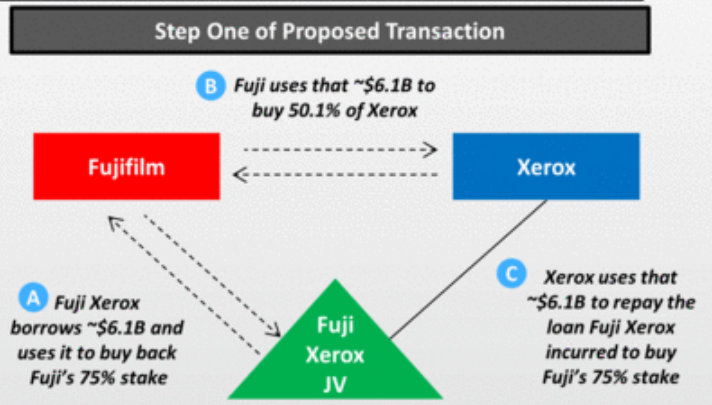 Step One of Proposed Transaction
B
Fuji uses that ~$6.1B to
buy 50.1% of Xerox
Fujifilm
Xerox
A
Fuji Xerox
borrows ~$6.1B and
uses it to buy back
Fuji's 75% stake
Fuji
Xerox
JV
C
Xerox uses that
~$6.1B to repay the
loan Fuji Xerox
incurred to buy
Fuji's 75% stake